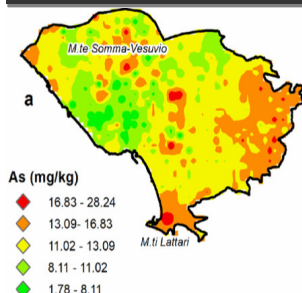 M.te Somma-Vesuvio
a
As (mg/kg)
16.83 - 28.24
13.09- 16.83
11.02 - 13.09
M.ti Lattari
8.11 - 11.02
1.78 - 8.11